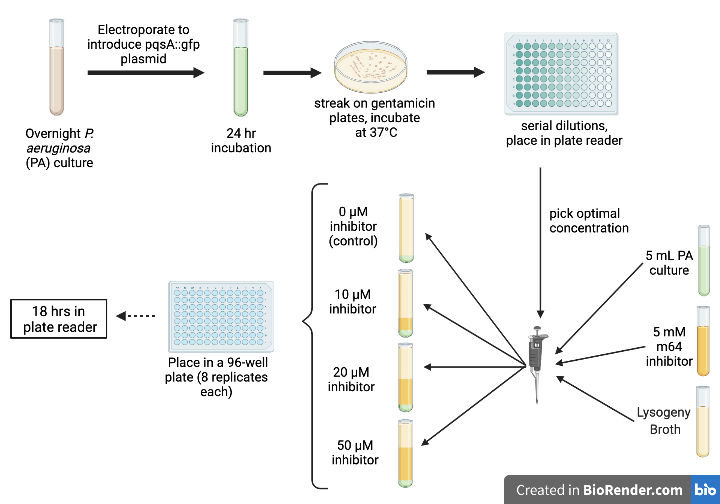 Electroporate to
introduce pqsA::gfp
plasmid
Overnight P.
aeruginosa
(PA) culture
24 hr
incubation
streak on gentamicin
plates, incubate
at 37°C
serial dilutions,
place in plate reader
pick optimal
concentration
5 mL PA
culture
5 mM
m64
inhibitor
Lysogeny
Broth
0 µM
inhibitor
(control)
10 µM
inhibitor
20 µM
inhibitor
50 µM
inhibitor
Place in a 96-well
plate (8 replicates
each)
18 hrs in
plate reader
Created in BioRender.com bio